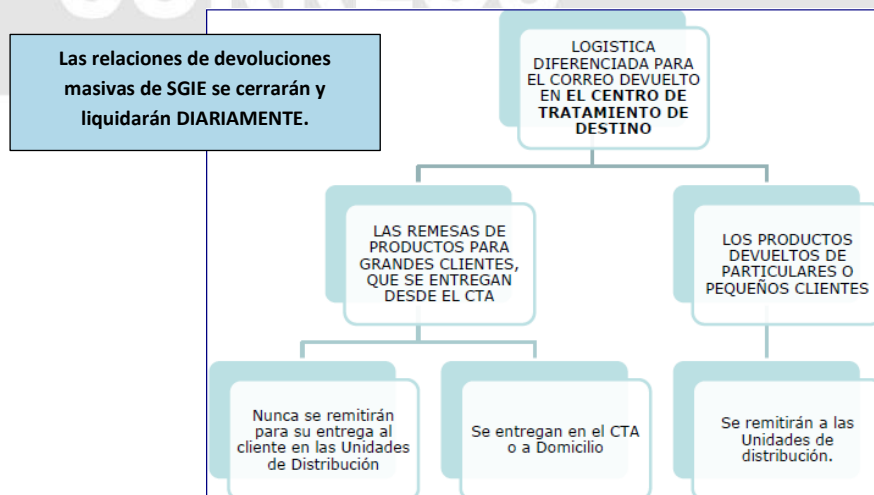 Las relaciones de devoluciones
masivas de SGIE se cerrarán y
liquidarán DIARIAMENTE.
LOGISTICA
DIFERENCIADA PARA
EL CORREO DEVUELTO
EN EL CENTRO DE
TRATAMIENTO DE
DESTINO
LAS REMESAS DE
PRODUCTOS PARA
GRANDES CLIENTES,
QUE SE ENTREGAN
DESDE EL CTA
LOS PRODUCTOS
DEVUELTOS DE
PARTICULARES O
PEQUEÑOS CLIENTES
Nunca se remitirán
para su entrega al
cliente en las Unidades
de Distribución
Se entregan en el CTA
o a Domicilio
Se remitirán a las
Unidades de
distribución.